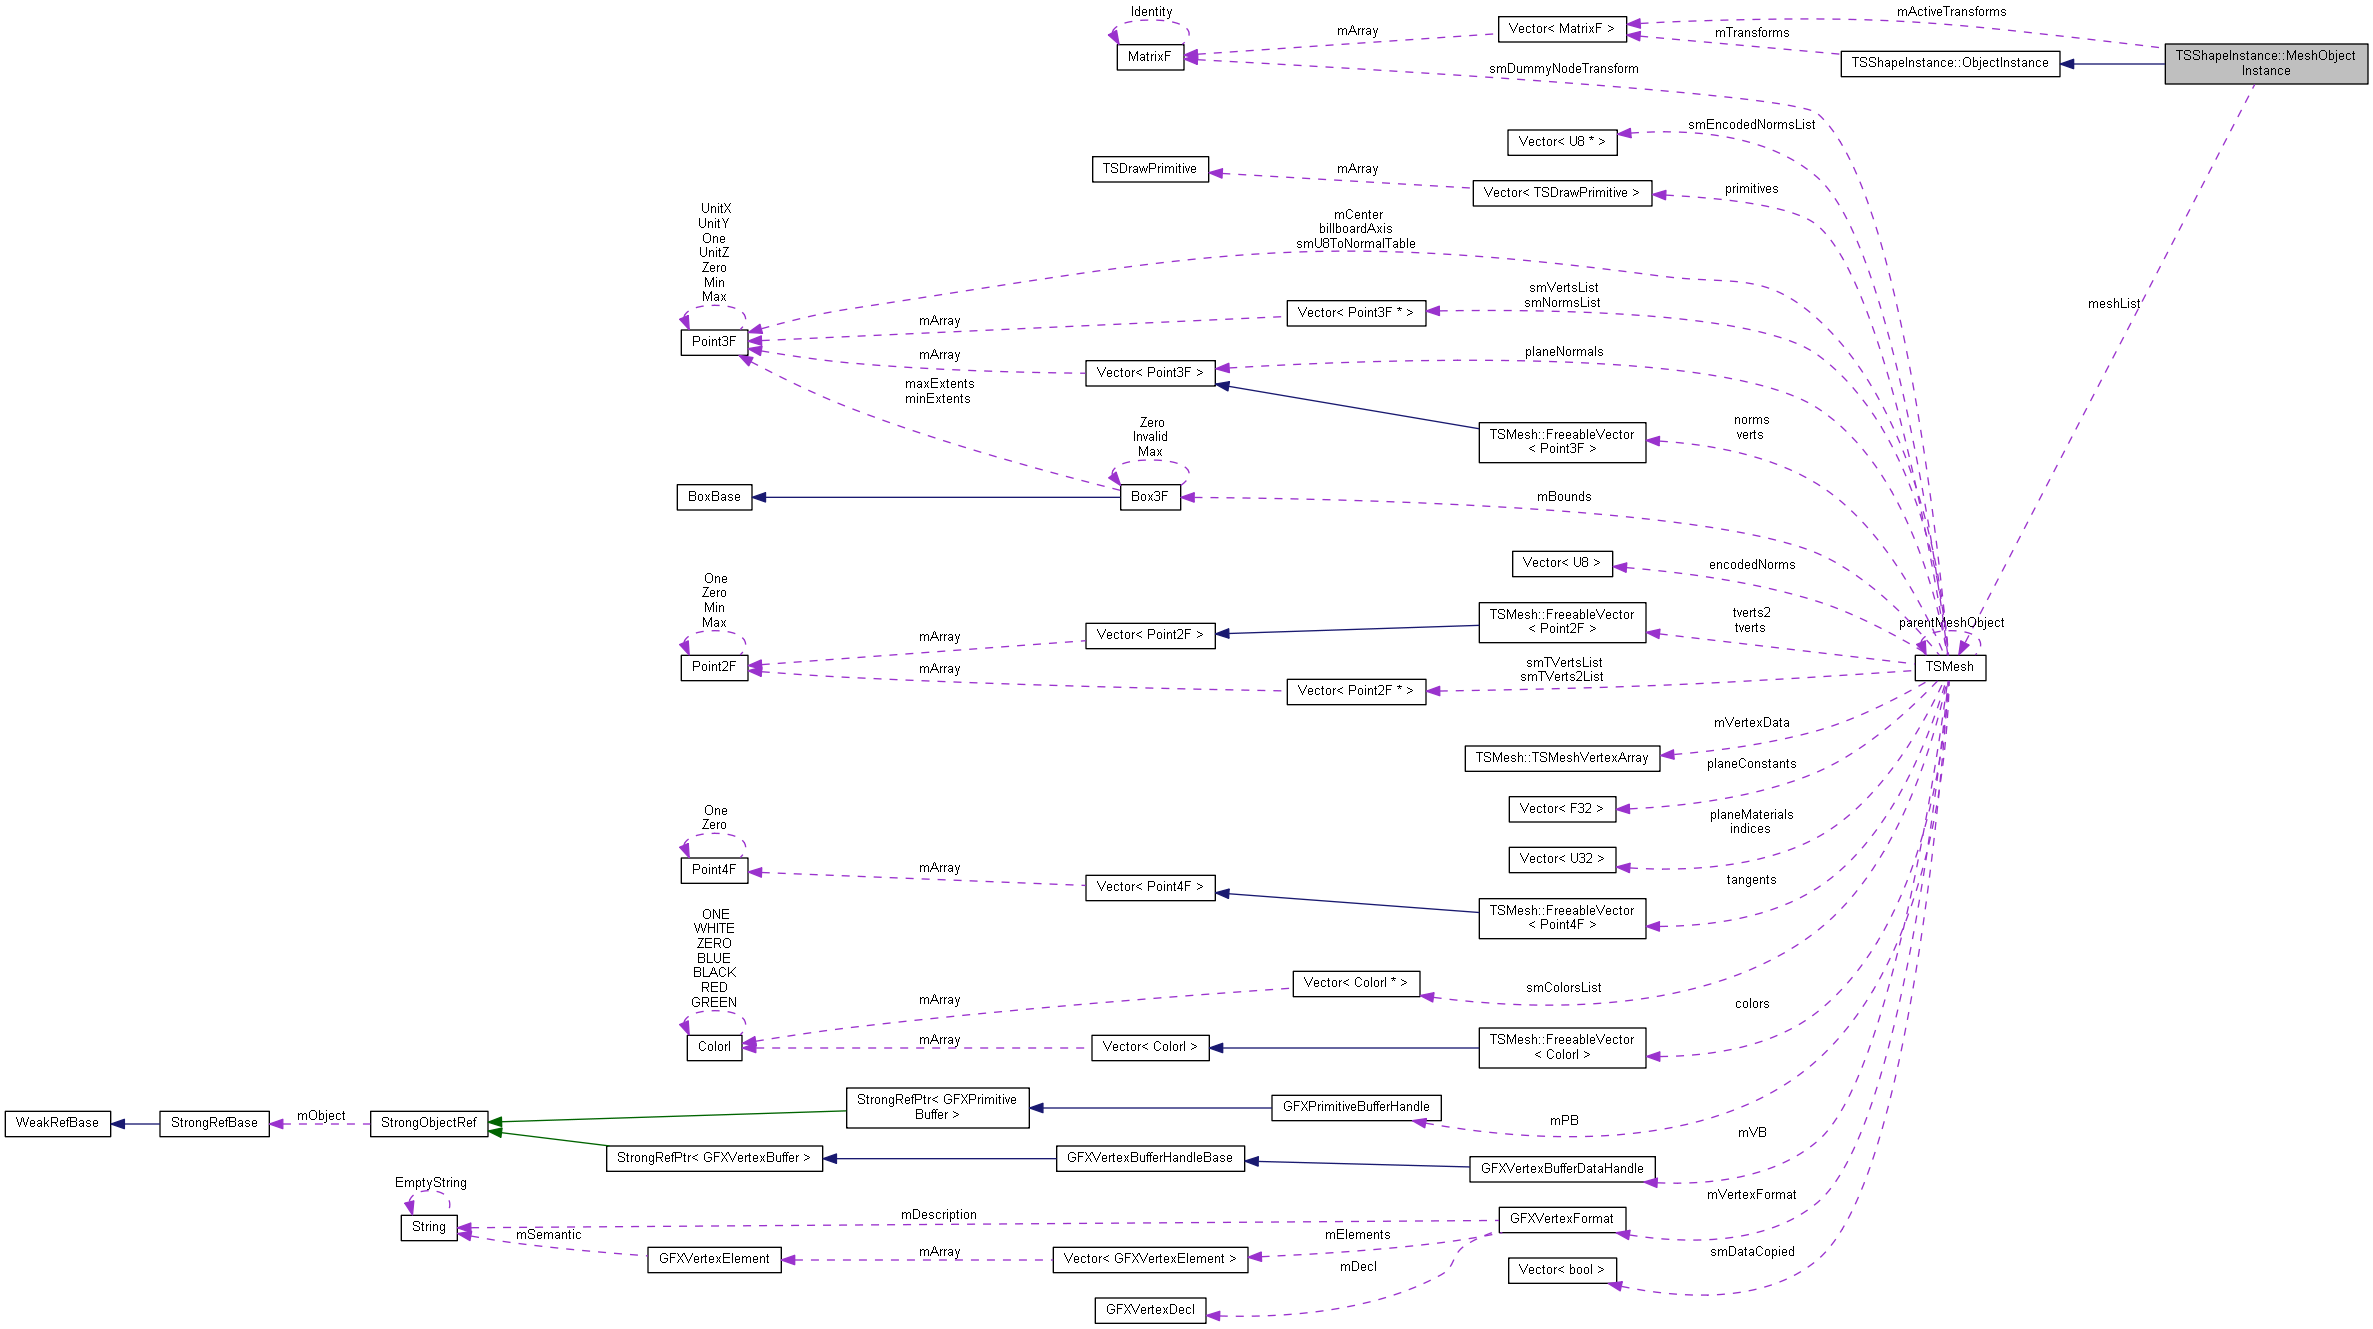 Identity
MatrixF
mArray
Vector< MatrixF >
mActiveTransforms
mTransforms
TSShapeInstance::ObjectInstance
TSShapeInstance::MeshObject
Instance
smDummyNodeTransform
smEncodedNormsList
Vector< U8 * >
TSDrawPrimitive
mArray
Vector< TSDrawPrimitive >
primitives
UnitX
UnitY
One
UnitZ
Zero
Min
Max
Point3F
mCenter
billboardAxis
smU8ToNormalTable
mArray
Vector< Point3F * >
smVertsList
smNormsList
meshList
mArray
Vector< Point3F >
planeNormals
maxExtents
minExtents
TSMesh::FreeableVector
< Point3F >
norms
verts
Zero
Invalid
Max
BoxBase
Box3F
mBounds
Vector< U8 >
encodedNorms
One
Zero
Min
Max
Point2F
mArray
Vector< Point2F >
TSMesh::FreeableVector
< Point2F >
tverts2
tverts
parentMeshObject
TSMesh
mArray
Vector< Point2F * >
smTVertsList
smTVerts2List
mVertexData
TSMesh::TSMeshVertexArray
planeConstants
Vector< F32 >
planeMaterials
indices
Vector< U32 >
One
Zero
Point4F
mArray
Vector< Point4F >
TSMesh::FreeableVector
< Point4F >
tangents
ONE
WHITE
ZERO
BLUE
BLACK
RED
GREEN
ColorI
mArray
Vector< ColorI * >
smColorsList
mArray
Vector< ColorI >
TSMesh::FreeableVector
< ColorI >
colors
WeakRefBase
StrongRefBase
mObject
StrongObjectRef
StrongRefPtr< GFXPrimitive
Buffer >
GFXPrimitiveBufferHandle
mPB
StrongRefPtr< GFXVertexBuffer >
GFXVertexBufferHandleBase
GFXVertexBufferDataHandle
mVB
EmptyString
String
mDescription
GFXVertexFormat
mVertexFormat
mSemantic
GFXVertexElement
mArray
Vector< GFXVertexElement >
mElements
mDecl
Vector< bool >
smDataCopied
GFXVertexDecl